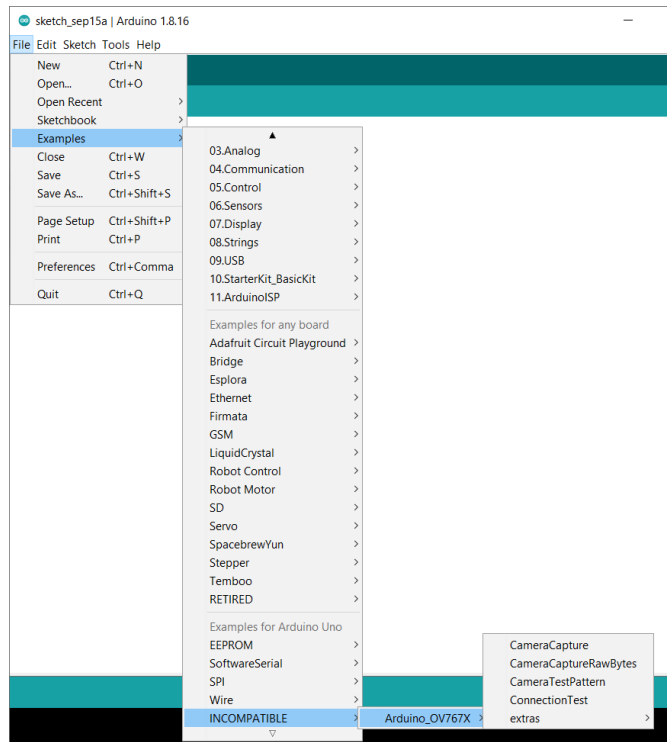 sketch_sep15a | Arduino 1.8.16
File Edit Sketch Tools Help
New Ctrl+N
Open... Ctrl+O
Open Recent
Sketchbook
Examples
Close Ctrl+W
Save Ctrl+S
Save As... Ctrl+Shift+S
Page Setup Ctrl+Shift+P
Print Ctrl+P
Preferences Ctrl+Comma
Quit Ctrl+Q
03.Analog
04.Communication
05.Control
06.Sensors
07.Display
08.Strings
09.USB
10.StarterKit_BasicKit
11.ArduinoISP
Examples for any board
Adafruit Circuit Playground
Bridge
Esplora
Ethernet
Firmata
GSM
LiquidCrystal
Robot Control
Robot Motor
SD
Servo
SpacebrewYun
Stepper
Temboo
RETIRED
Examples for Arduino Uno
EEPROM
SoftwareSerial
SPI
Wire
INCOMPATIBLE
Arduino_OV767X
CameraCapture
CameraCaptureRawBytes
CameraTestPattern
ConnectionTest
extras